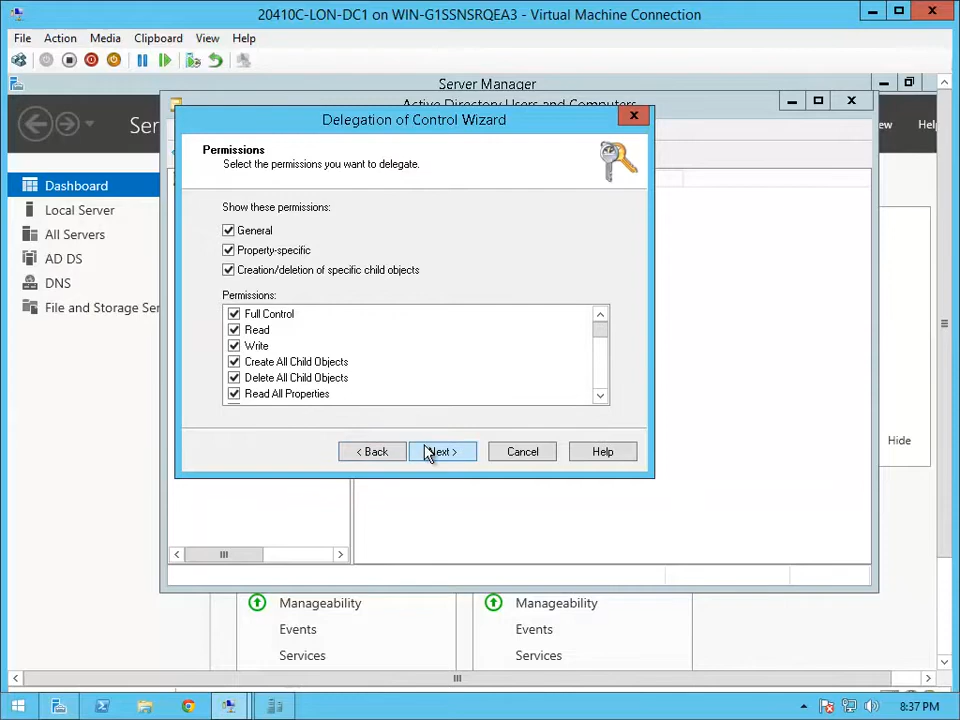 20410C-LON-DC1 on WIN-G1SSNSRQEA3 - Virtual Machine Connection
File Action Media Clipboard View Help
Server Manager
Active Directory Users and Computers
Delegation of Control Wizard
Permissions
Select the permissions you want to delegate.
Show these permissions:
General
Property-specific
Creation/deletion of specific child objects
Permissions:
Full Control
Read
Write
Create All Child Objects
Delete All Child Objects
Read All Properties
< Back Next > Cancel Help
Ser
ew Help
Dashboard
Local Server
All Servers
AD DS
DNS
File and Storage Ser
Hide
Manageability Manageability
Events Events
Services Services
8:37 PM